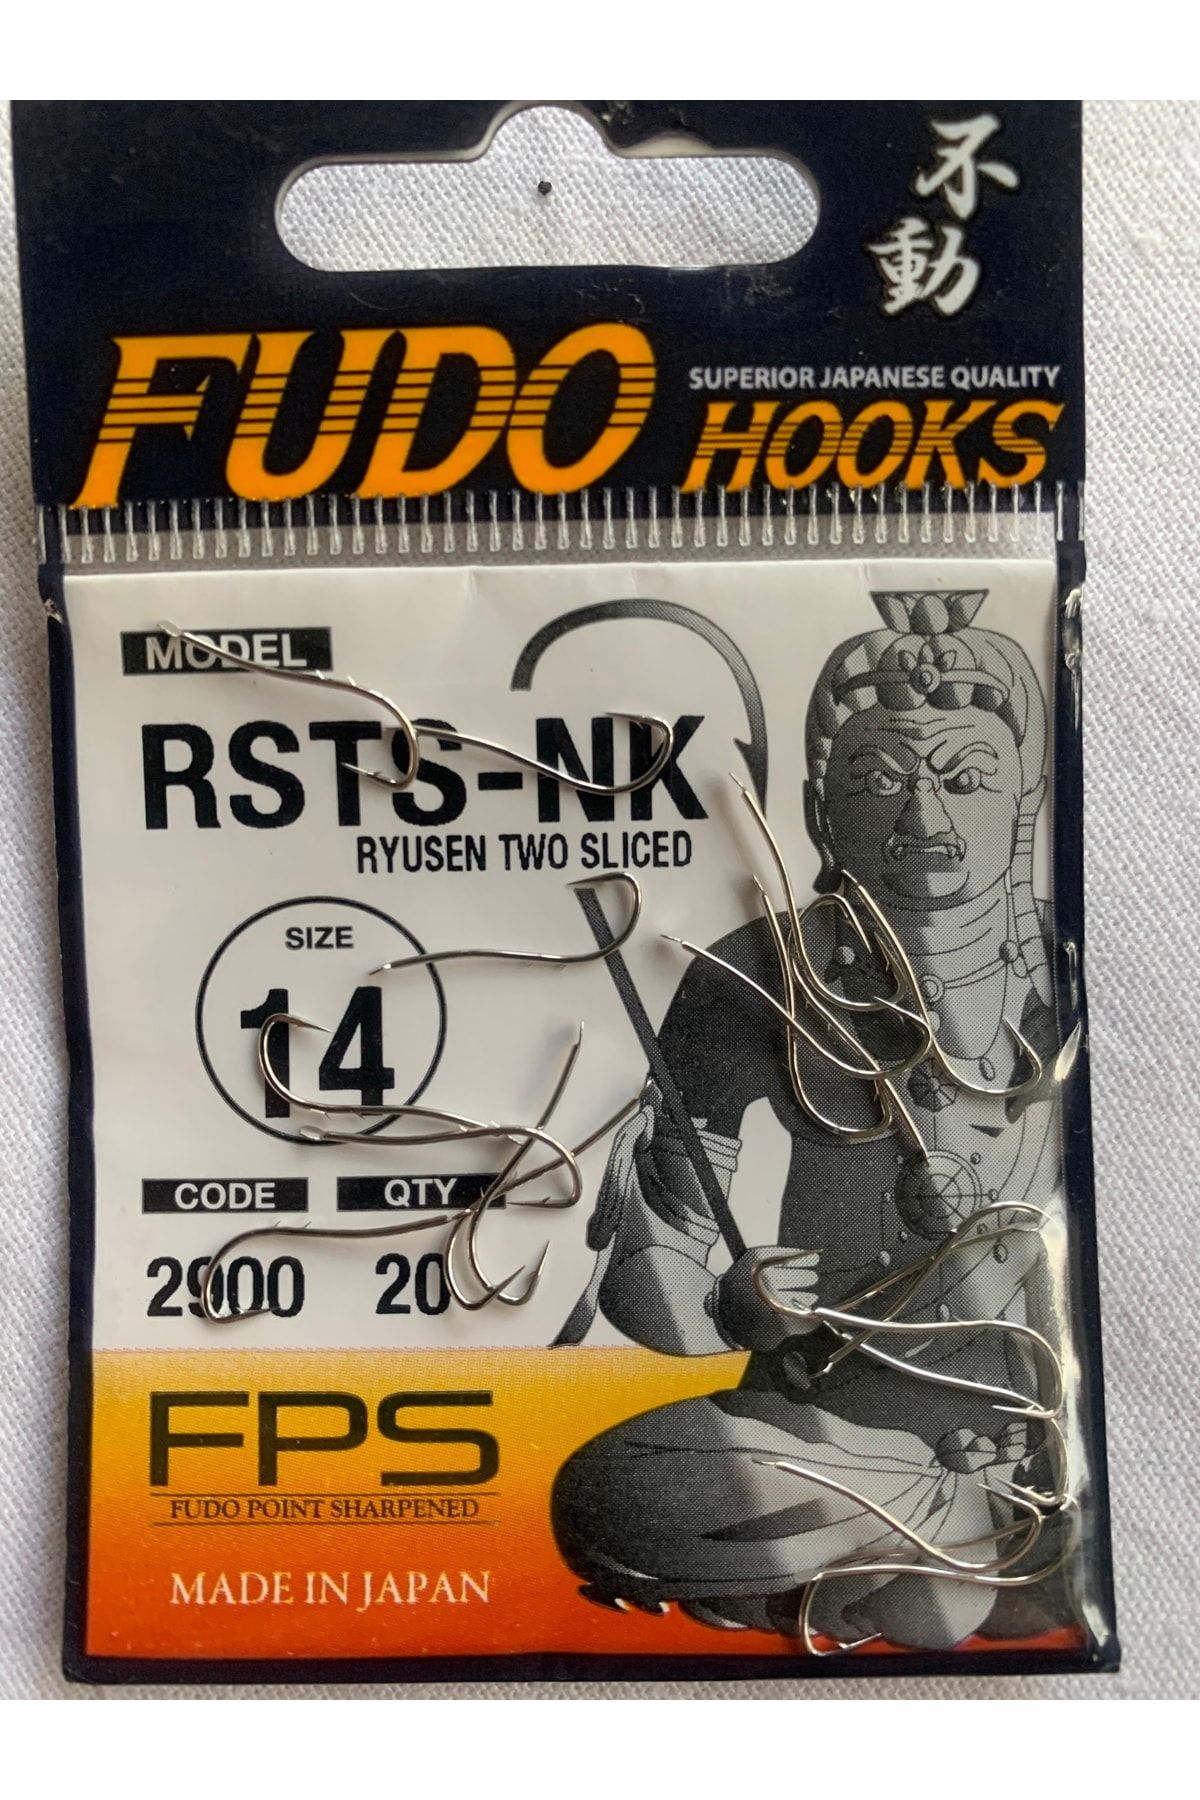 不動
FUDO
SUPERIOR JAPANESE QUALITY
HOOKS
MODEL
RSTS-NK
RYUSEN TWO SLICED
SIZE
14
CODE
QTY
2900
20
FPS
FUDO POINT SHARPENED
MADE IN JAPAN